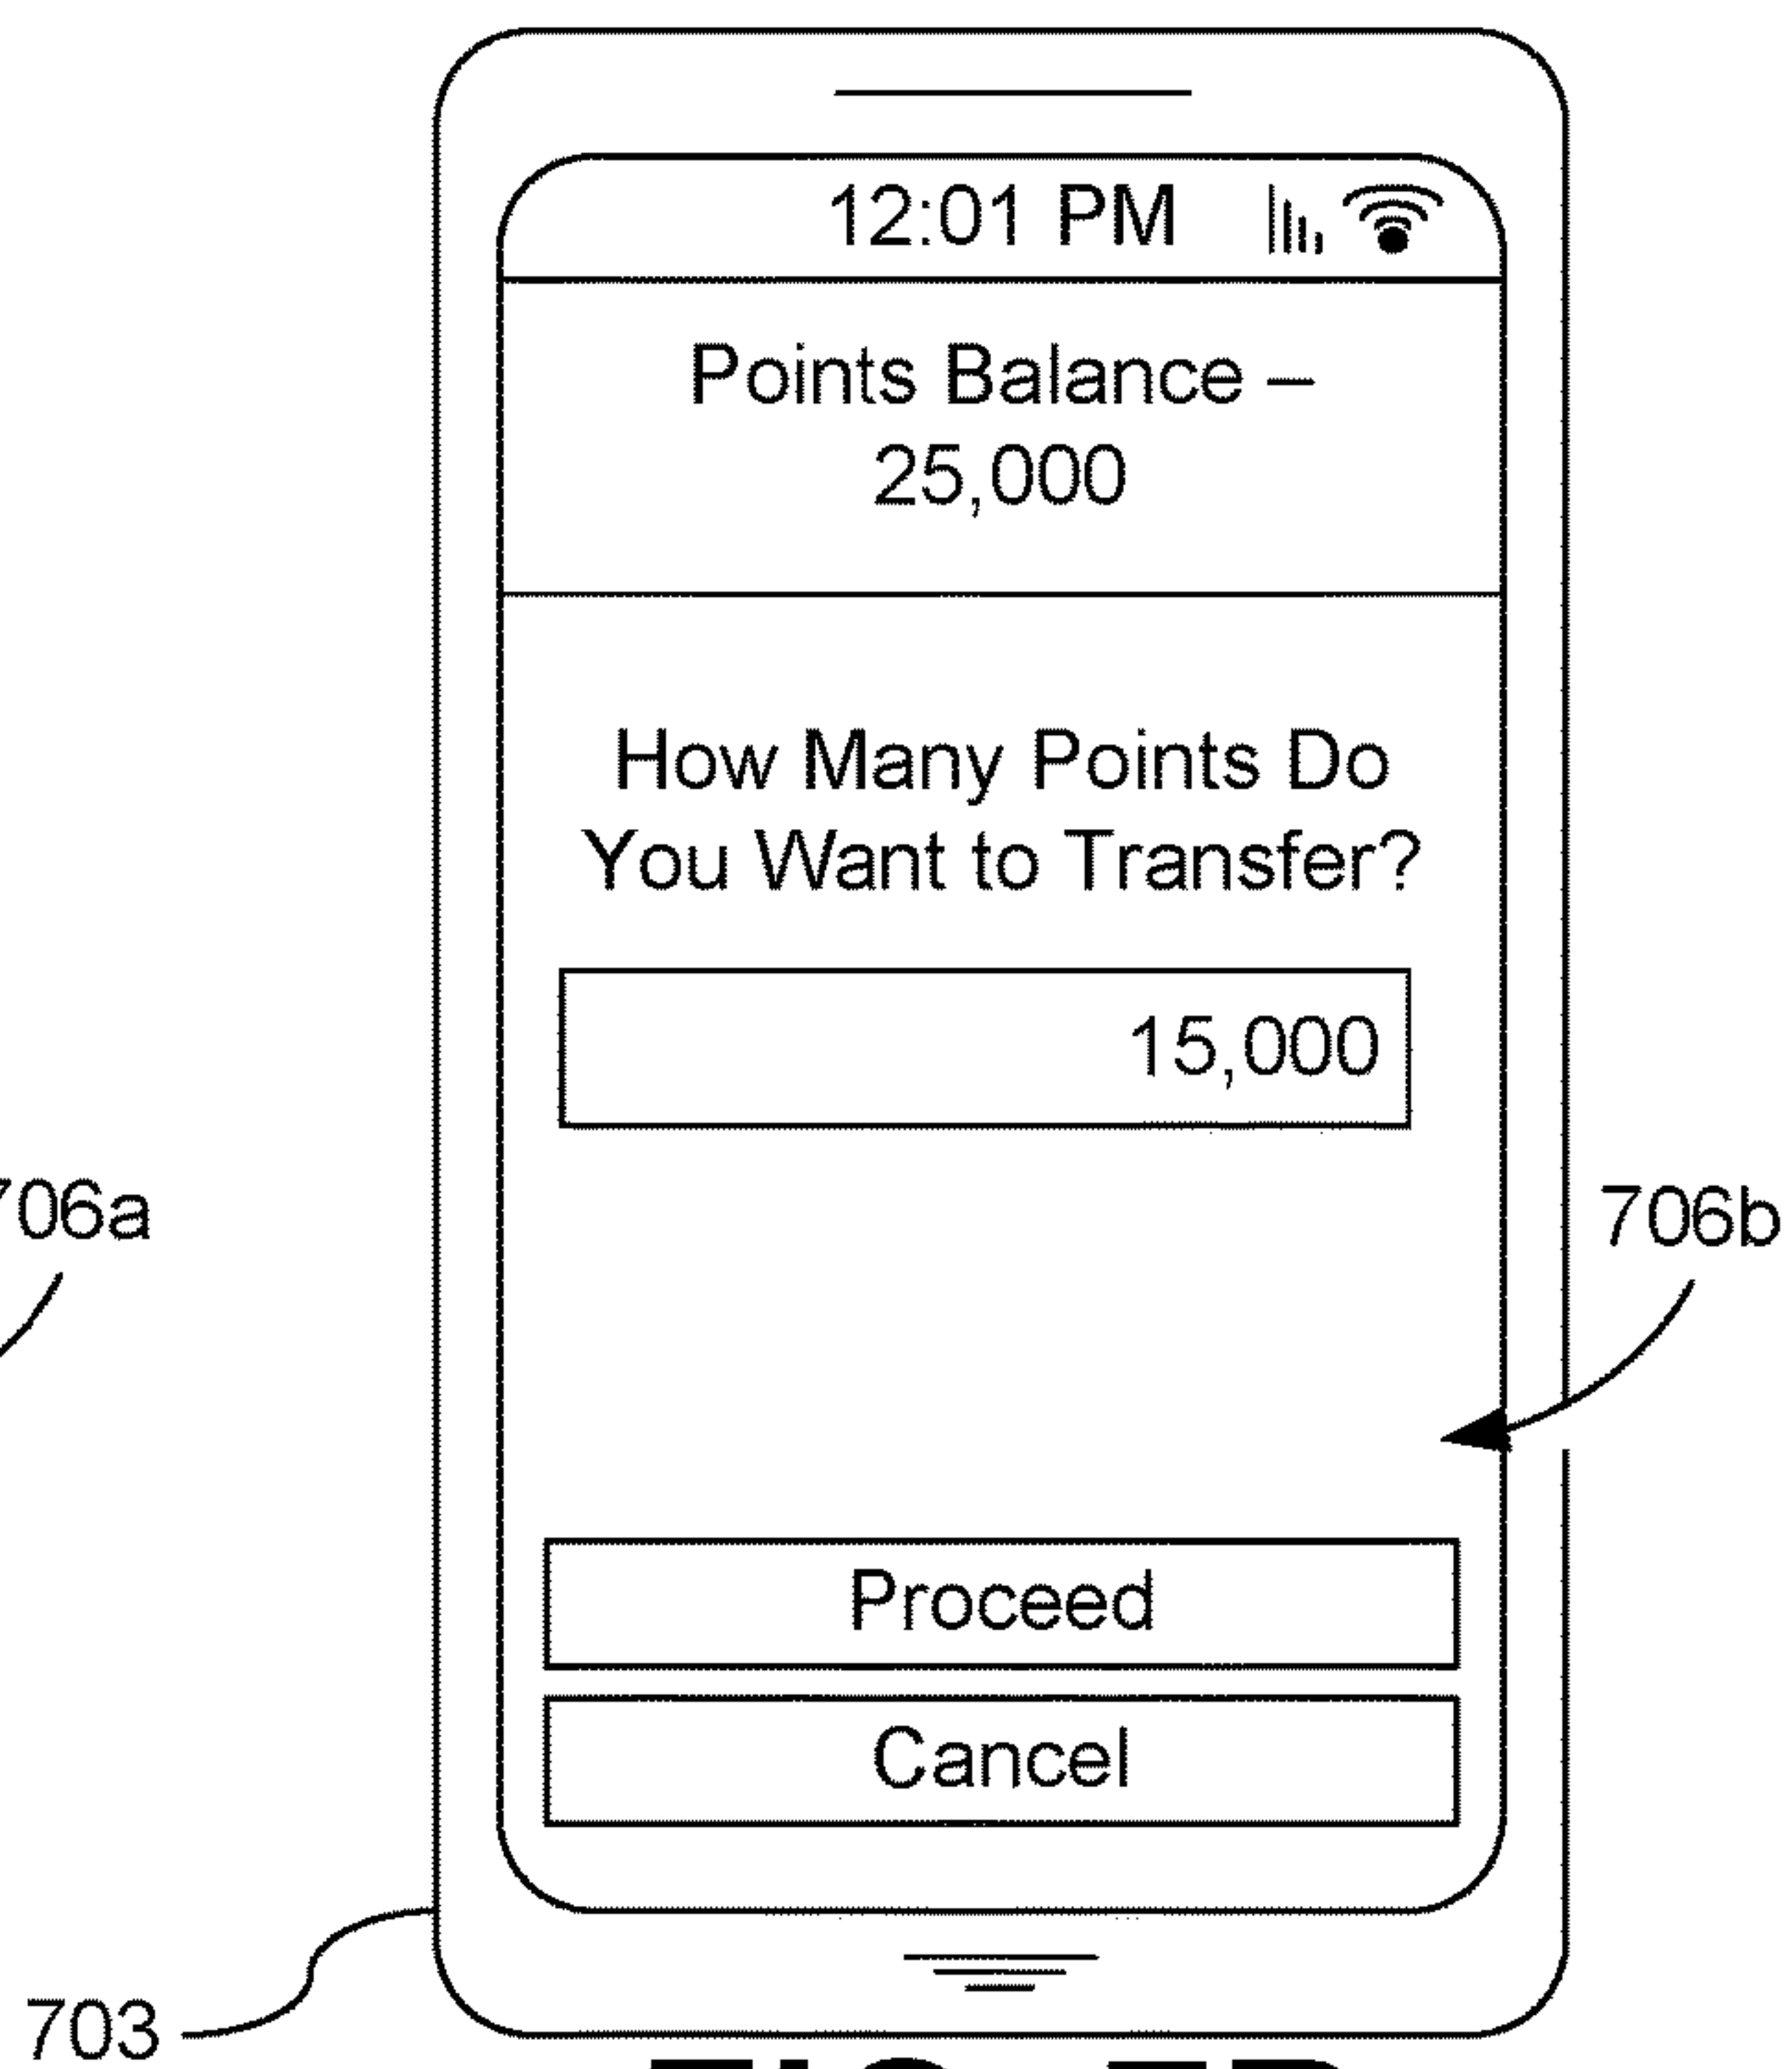 12:01 PM
Points Balance –
25,000
How Many Points Do
You Want to Transfer?
15,000
706a
706b
Proceed
Cancel
703